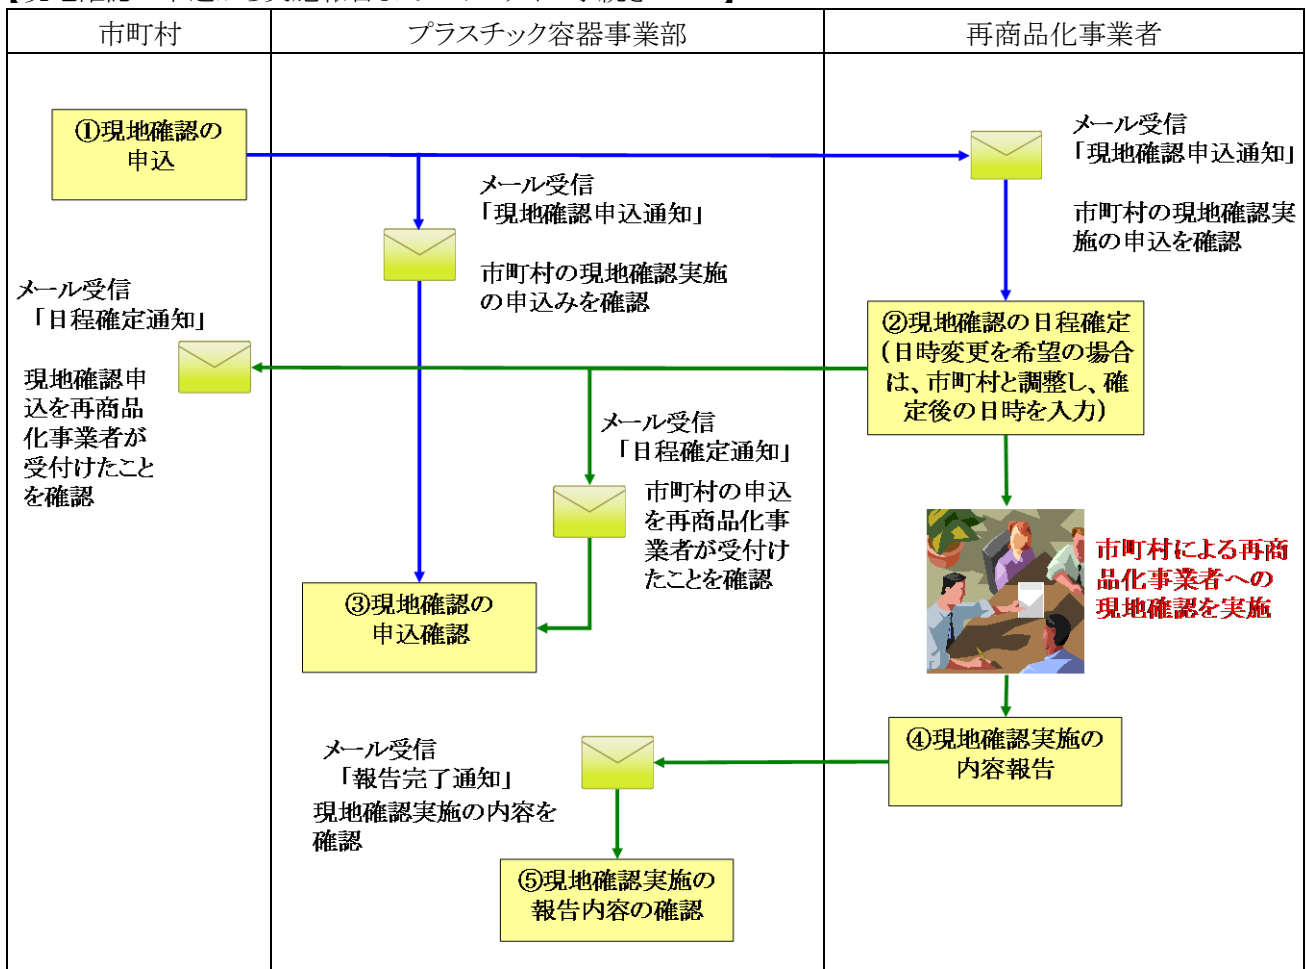 市町村
プラスチック容器事業部
再商品化事業者
①現地確認の
申込
メール受信
「現地確認申込通知」
市町村の現地確認実施
の申込みを確認
メール受信
「現地確認申込通知」
市町村の現地確認実
施の申込を確認
②現地確認の日程確定
(日時変更を希望の場合
は、市町村と調整し、確
定後の日時を入力)
メール受信
「日程確定通知」
現地確認申
込を再商品
化事業者が
受付けたこと
を確認
メール受信
「日程確定通知」
市町村の申込
を再商品化事
業者が受付け
たことを確認
③現地確認の
申込確認
市町村による再商
品化事業者への
現地確認を実施
④現地確認実施の
内容報告
メール受信
「報告完了通知」
現地確認実施の内容を
確認
⑤現地確認実施の
報告内容の確認